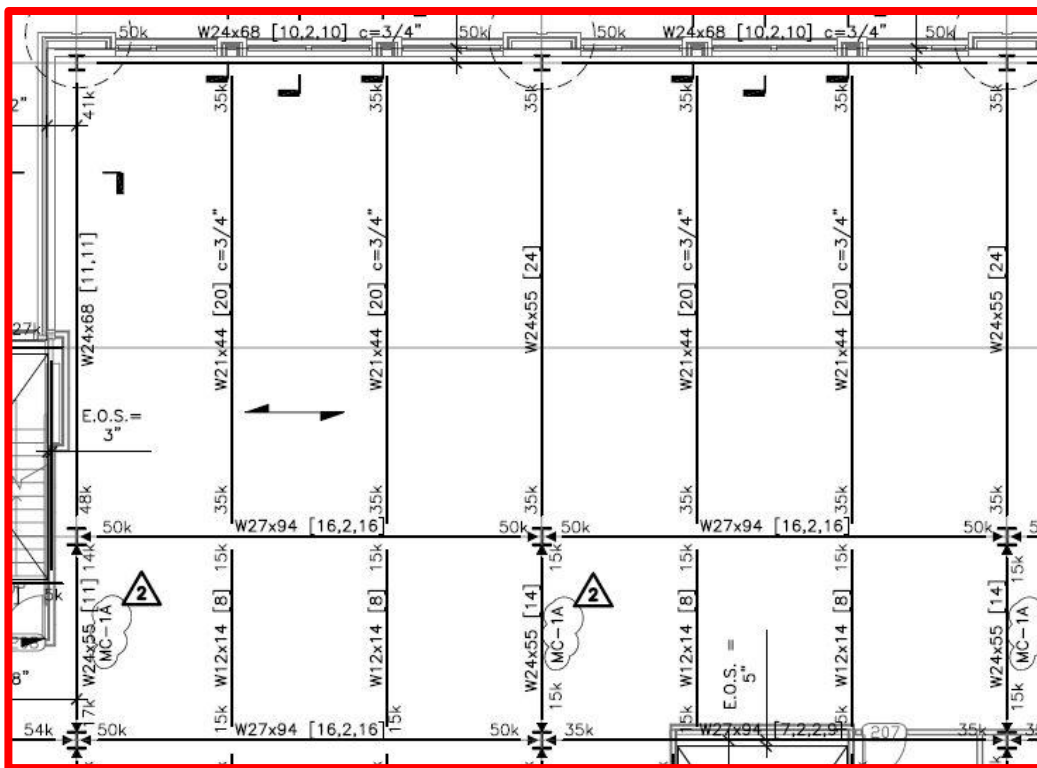 50k W24x68 [10,2,10] c=3/4" 50k 50k W24x68 [10,2,10] c=3/4" 50k
41k 35k 35k 35k 35k 35k 35k
2"
W24x68 [11,11]
W21x44 [20] c=3/4"
W21x44 [20] c=3/4"
W24x55 [24]
W21x44 [20] c=3/4"
W21x44 [20] c=3/4"
W24x55 [24]
27k
E.O.S.=
3"
48k 35k 35k 35k 35k 35k 35k
50k W27x94 [16,2,16] 50k 50k W27x94 [16,2,16] 50k
14k 15k 15k 15k 15k 15k 15k
5k
2
2
W24x55 [11]
MC-1A
W12x14 [8]
W12x14 [8]
W24x55 [14]
MC-1A
W12x14 [8]
W12x14 [8]
W24x55 [14]
MC-1A
E.O.S. =
5"
8"
17k 15k 15k 15k 15k 15k 15k
54k 50k W27x94 [16,2,16] 50k 35k W27x94 [7,2,2,9] 207 35k